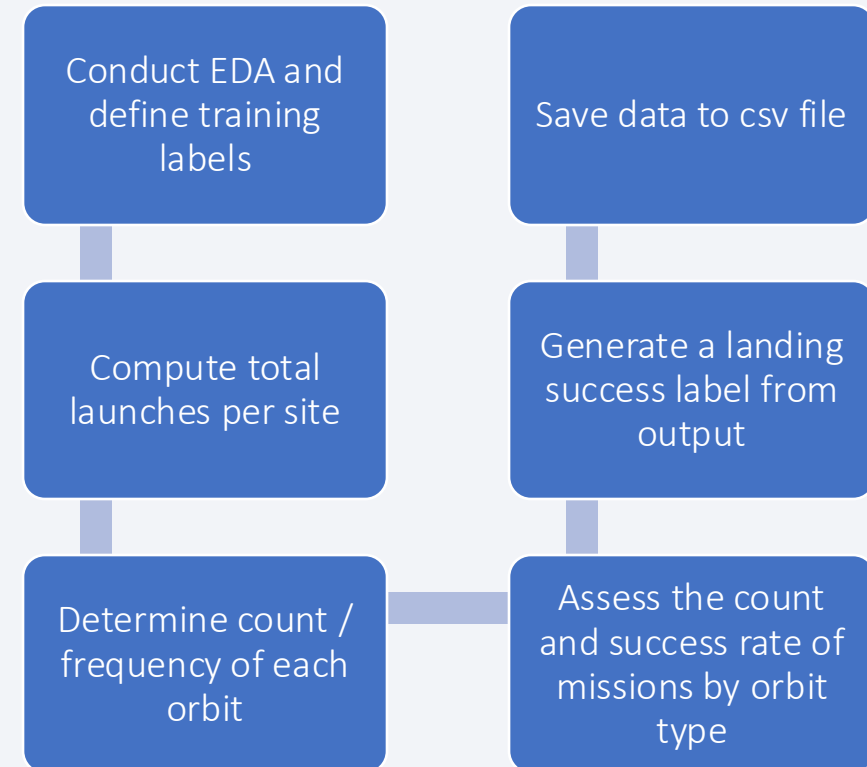 Conduct EDA and
define training
labels
Compute total
launches per site
Determine count /
frequency of each
orbit
Assess the count
and success rate of
missions by orbit
type
Generate a landing
success label from
output
Save data to csv file